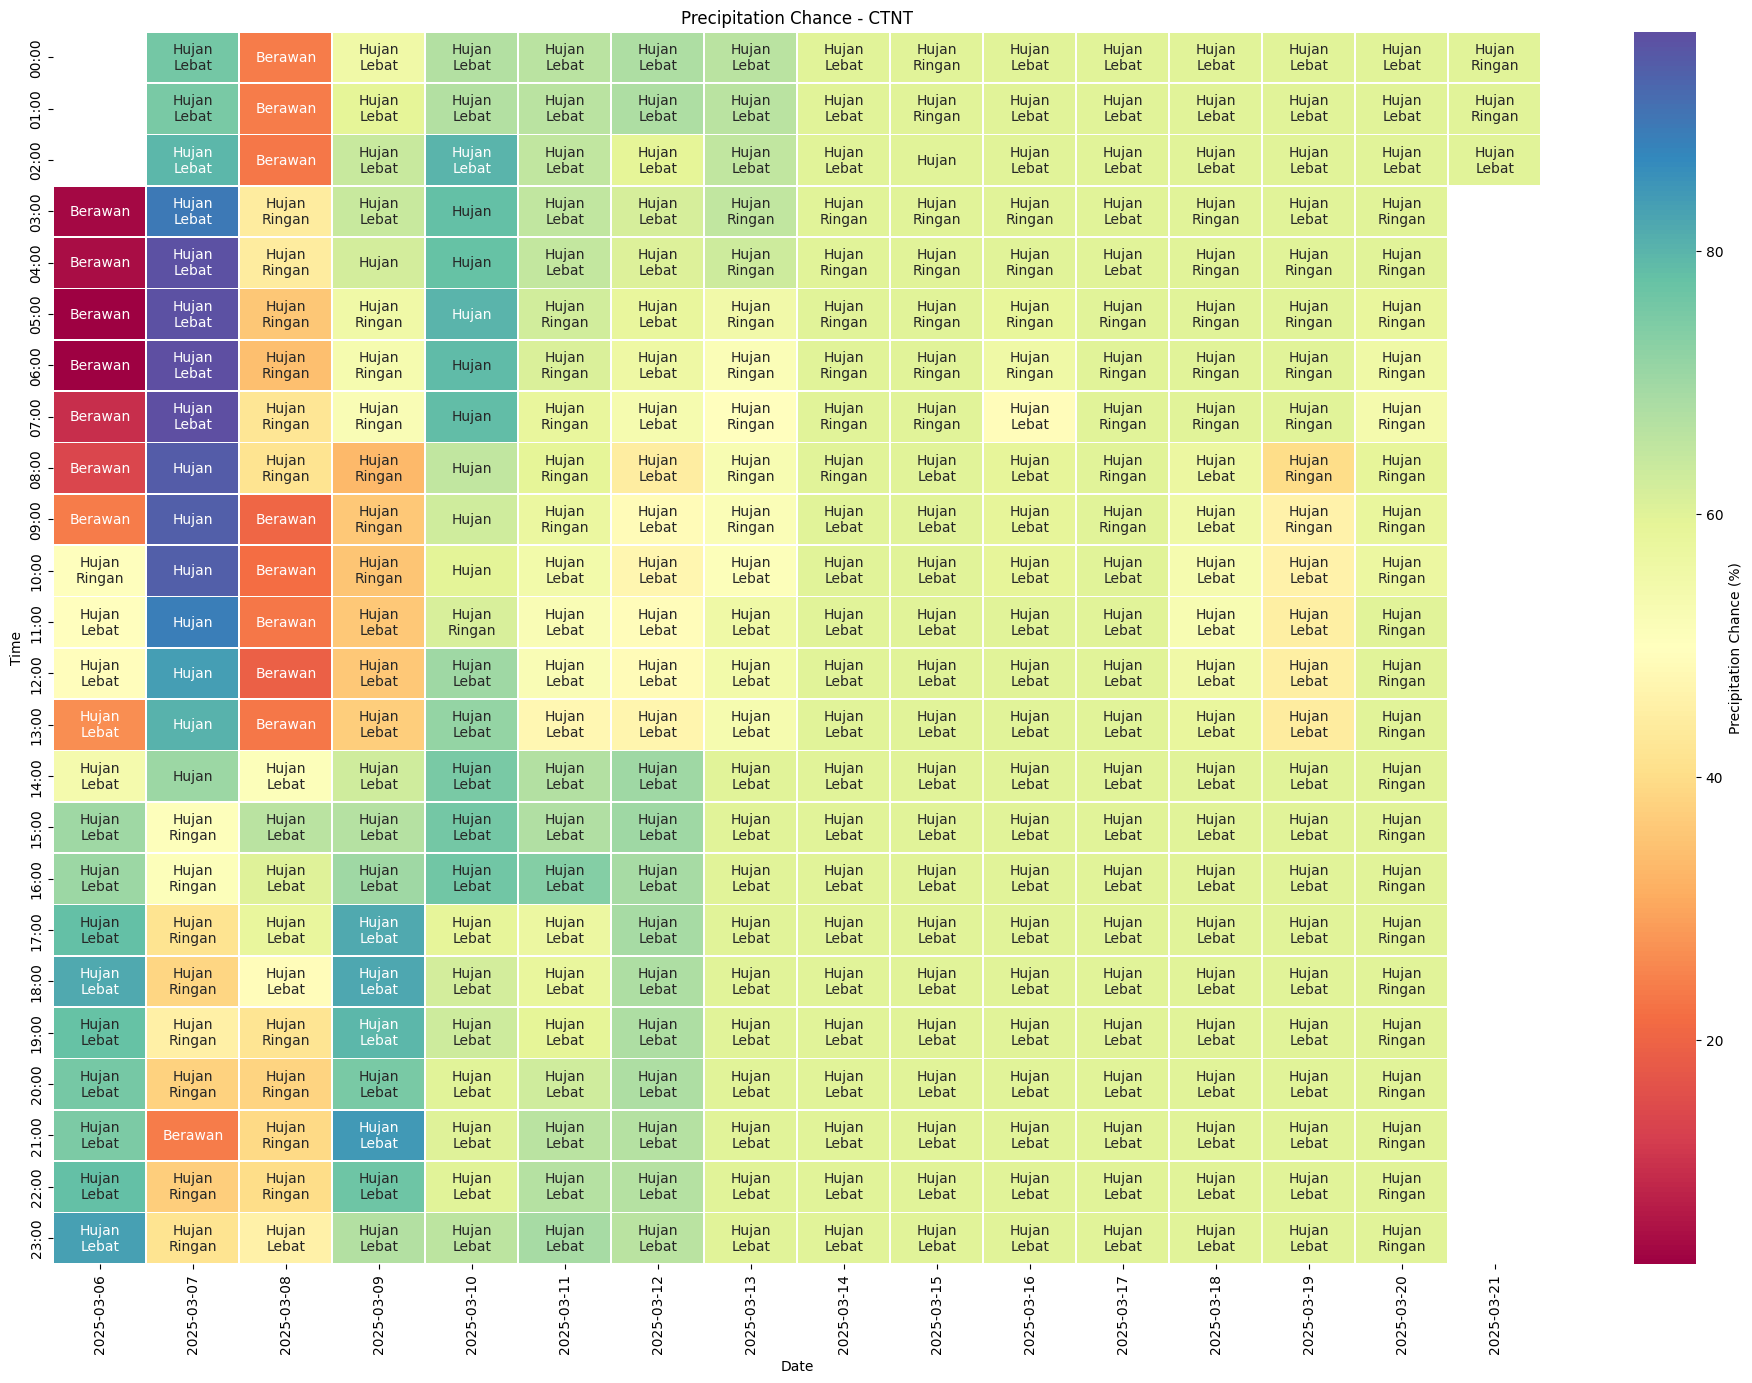 Precipitation Chance - CTNT
00:00 Hujan Lebat Berawan Hujan Lebat Hujan Lebat Hujan Lebat Hujan Lebat Hujan Lebat Hujan Lebat Hujan Ringan Hujan Lebat Hujan Lebat Hujan Lebat Hujan Lebat Hujan Lebat Hujan Ringan
01:00 Hujan Lebat Berawan Hujan Lebat Hujan Lebat Hujan Lebat Hujan Lebat Hujan Lebat Hujan Lebat Hujan Ringan Hujan Lebat Hujan Lebat Hujan Lebat Hujan Lebat Hujan Lebat Hujan Ringan
02:00 Hujan Lebat Berawan Hujan Lebat Hujan Lebat Hujan Lebat Hujan Lebat Hujan Lebat Hujan Lebat Hujan Hujan Lebat Hujan Lebat Hujan Lebat Hujan Lebat Hujan Lebat Hujan Lebat
03:00 Berawan Hujan Lebat Hujan Ringan Hujan Lebat Hujan Hujan Lebat Hujan Lebat Hujan Ringan Hujan Ringan Hujan Ringan Hujan Ringan Hujan Lebat Hujan Ringan Hujan Lebat Hujan Ringan
04:00 Berawan Hujan Lebat Hujan Ringan Hujan Hujan Hujan Lebat Hujan Lebat Hujan Ringan Hujan Ringan Hujan Ringan Hujan Ringan Hujan Lebat Hujan Ringan Hujan Ringan Hujan Ringan
05:00 Berawan Hujan Lebat Hujan Ringan Hujan Ringan Hujan Hujan Ringan Hujan Lebat Hujan Ringan Hujan Ringan Hujan Ringan Hujan Ringan Hujan Ringan Hujan Ringan Hujan Ringan Hujan Ringan
06:00 Berawan Hujan Lebat Hujan Ringan Hujan Ringan Hujan Hujan Ringan Hujan Lebat Hujan Ringan Hujan Ringan Hujan Ringan Hujan Ringan Hujan Ringan Hujan Ringan Hujan Ringan Hujan Ringan
07:00 Berawan Hujan Lebat Hujan Ringan Hujan Ringan Hujan Hujan Ringan Hujan Lebat Hujan Ringan Hujan Ringan Hujan Ringan Hujan Lebat Hujan Ringan Hujan Ringan Hujan Ringan Hujan Ringan
08:00 Berawan Hujan Hujan Ringan Hujan Ringan Hujan Hujan Ringan Hujan Lebat Hujan Ringan Hujan Ringan Hujan Lebat Hujan Lebat Hujan Ringan Hujan Lebat Hujan Ringan Hujan Ringan
09:00 Berawan Hujan Berawan Hujan Ringan Hujan Hujan Ringan Hujan Lebat Hujan Ringan Hujan Lebat Hujan Lebat Hujan Lebat Hujan Ringan Hujan Lebat Hujan Ringan Hujan Ringan
10:00 Hujan Ringan Hujan Berawan Hujan Ringan Hujan Hujan Lebat Hujan Lebat Hujan Lebat Hujan Lebat Hujan Lebat Hujan Lebat Hujan Lebat Hujan Lebat Hujan Lebat Hujan Ringan
11:00 Hujan Lebat Hujan Berawan Hujan Lebat Hujan Ringan Hujan Lebat Hujan Lebat Hujan Lebat Hujan Lebat Hujan Lebat Hujan Lebat Hujan Lebat Hujan Lebat Hujan Lebat Hujan Ringan
12:00 Hujan Lebat Hujan Berawan Hujan Lebat Hujan Lebat Hujan Lebat Hujan Lebat Hujan Lebat Hujan Lebat Hujan Lebat Hujan Lebat Hujan Lebat Hujan Lebat Hujan Lebat Hujan Ringan
13:00 Hujan Lebat Hujan Berawan Hujan Lebat Hujan Lebat Hujan Lebat Hujan Lebat Hujan Lebat Hujan Lebat Hujan Lebat Hujan Lebat Hujan Lebat Hujan Lebat Hujan Lebat Hujan Ringan
14:00 Hujan Lebat Hujan Hujan Lebat Hujan Lebat Hujan Lebat Hujan Lebat Hujan Lebat Hujan Lebat Hujan Lebat Hujan Lebat Hujan Lebat Hujan Lebat Hujan Lebat Hujan Lebat Hujan Ringan
15:00 Hujan Lebat Hujan Ringan Hujan Lebat Hujan Lebat Hujan Lebat Hujan Lebat Hujan Lebat Hujan Lebat Hujan Lebat Hujan Lebat Hujan Lebat Hujan Lebat Hujan Lebat Hujan Lebat Hujan Ringan
16:00 Hujan Lebat Hujan Ringan Hujan Lebat Hujan Lebat Hujan Lebat Hujan Lebat Hujan Lebat Hujan Lebat Hujan Lebat Hujan Lebat Hujan Lebat Hujan Lebat Hujan Lebat Hujan Lebat Hujan Ringan
17:00 Hujan Lebat Hujan Ringan Hujan Lebat Hujan Lebat Hujan Lebat Hujan Lebat Hujan Lebat Hujan Lebat Hujan Lebat Hujan Lebat Hujan Lebat Hujan Lebat Hujan Lebat Hujan Lebat Hujan Ringan
18:00 Hujan Lebat Hujan Ringan Hujan Lebat Hujan Lebat Hujan Lebat Hujan Lebat Hujan Lebat Hujan Lebat Hujan Lebat Hujan Lebat Hujan Lebat Hujan Lebat Hujan Lebat Hujan Lebat Hujan Ringan
19:00 Hujan Lebat Hujan Ringan Hujan Ringan Hujan Lebat Hujan Lebat Hujan Lebat Hujan Lebat Hujan Lebat Hujan Lebat Hujan Lebat Hujan Lebat Hujan Lebat Hujan Lebat Hujan Lebat Hujan Ringan
20:00 Hujan Lebat Hujan Ringan Hujan Ringan Hujan Lebat Hujan Lebat Hujan Lebat Hujan Lebat Hujan Lebat Hujan Lebat Hujan Lebat Hujan Lebat Hujan Lebat Hujan Lebat Hujan Lebat Hujan Ringan
21:00 Hujan Lebat Berawan Hujan Ringan Hujan Lebat Hujan Lebat Hujan Lebat Hujan Lebat Hujan Lebat Hujan Lebat Hujan Lebat Hujan Lebat Hujan Lebat Hujan Lebat Hujan Lebat Hujan Ringan
22:00 Hujan Lebat Hujan Ringan Hujan Ringan Hujan Lebat Hujan Lebat Hujan Lebat Hujan Lebat Hujan Lebat Hujan Lebat Hujan Lebat Hujan Lebat Hujan Lebat Hujan Lebat Hujan Lebat Hujan Ringan
23:00 Hujan Lebat Hujan Ringan Hujan Lebat Hujan Lebat Hujan Lebat Hujan Lebat Hujan Lebat Hujan Lebat Hujan Lebat Hujan Lebat Hujan Lebat Hujan Lebat Hujan Lebat Hujan Lebat Hujan Ringan
Time
2025-03-06 2025-03-07 2025-03-08 2025-03-09 2025-03-10 2025-03-11 2025-03-12 2025-03-13 2025-03-14 2025-03-15 2025-03-16 2025-03-17 2025-03-18 2025-03-19 2025-03-20 2025-03-21
Date
80
60
40
20
Precipitation Chance (%)